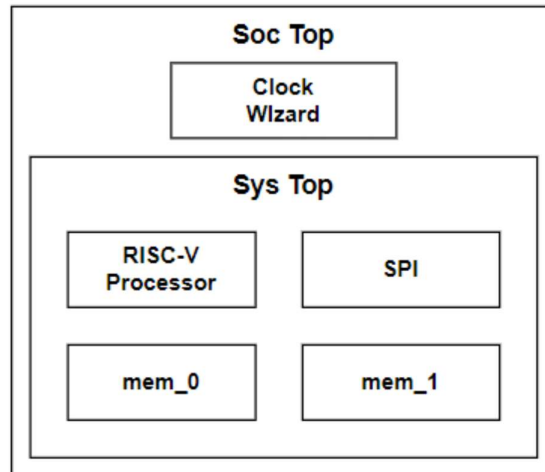 Soc Top
Clock
WIzard
Sys Top
RISC-V
Processor
SPI
mem_0
mem_1